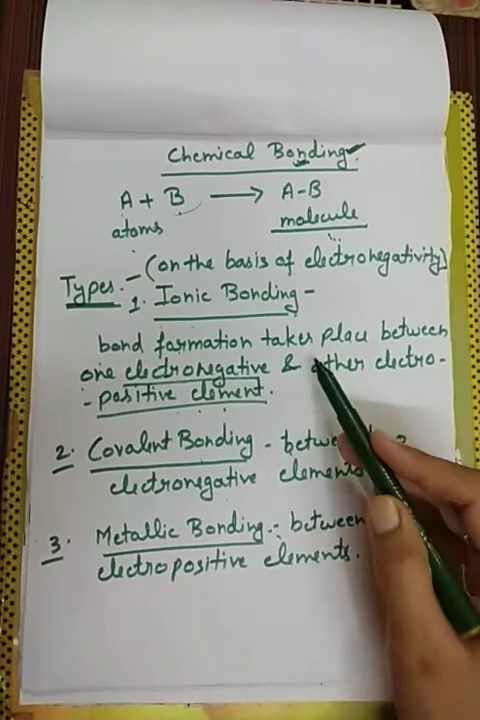 Chemical Bonding
A + B ⟶ A-B
atoms molecule
Types:- (on the basis of electronegativity)
1. Ionic Bonding -
bond formation takes place between
one electronegative & other electro-
-positive element.
2. Covalent Bonding - between
electronegative elements
3. Metallic Bonding:- between
electropositive elements.